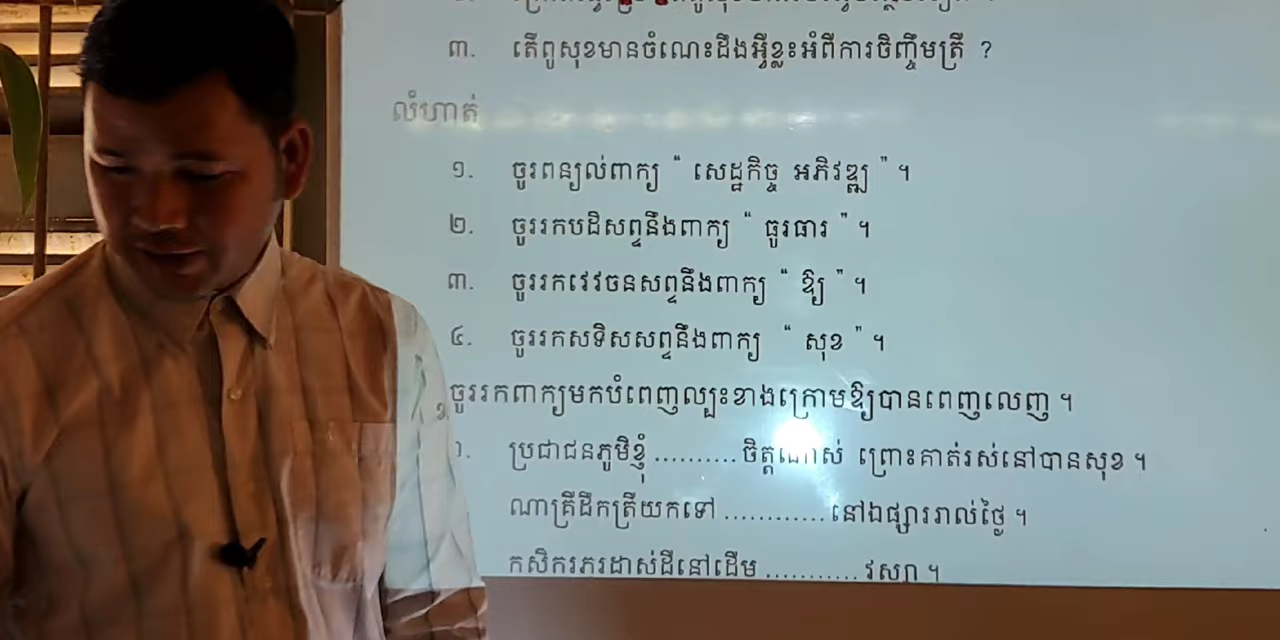 ៣. តើពូសុខមានចំណេះដឹងអ្វីខ្លះអំពីការចិញ្ចឹមត្រី ?
លំហាត់
១. ចូរពន្យល់ពាក្យ “ សេដ្ឋកិច្ច អភិវឌ្ឍ ” ។
២. ចូររកបដិសព្ទនឹងពាក្យ “ ធូរធារ ” ។
៣. ចូររកវេវចនសព្ទនឹងពាក្យ “ ឱ្យ ” ។
៤. ចូររកសទិសសព្ទនឹងពាក្យ “ សុខ ” ។
ចូររកពាក្យមកបំពេញល្បះខាងក្រោមឱ្យបានពេញលេញ ។
ប្រជាជនភូមិខ្ញុំ ..........ចិត្ត ព្រោះគាត់រស់នៅបានសុខ ។
ណាគ្រីដឹកត្រីយកទៅ ............នៅឯផ្សាររាល់ថ្ងៃ ។
កសិករភរដាស់ដីនៅដើម ........... វស្សា ។